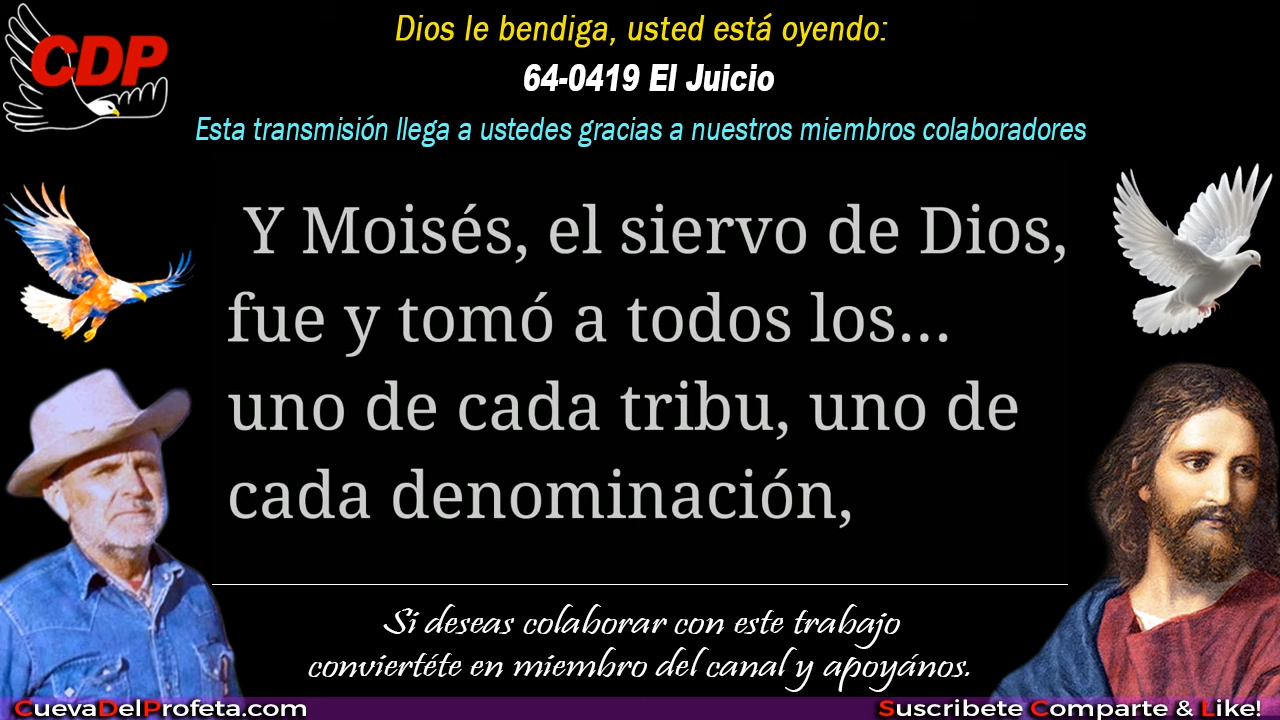 CDP
Dios le bendiga, usted está oyendo:
64-0419 El Juicio
Esta transmisión llega a ustedes gracias a nuestros miembros colaboradores
Y Moisés, el siervo de Dios,
fue y tomó a todos los...
uno de cada tribu, uno de
cada denominación,
Si deseas colaborar con este trabajo
conviertéte en miembro del canal y apoyános.
CuevaDelProfeta.com
Suscribete Comparte & Like!